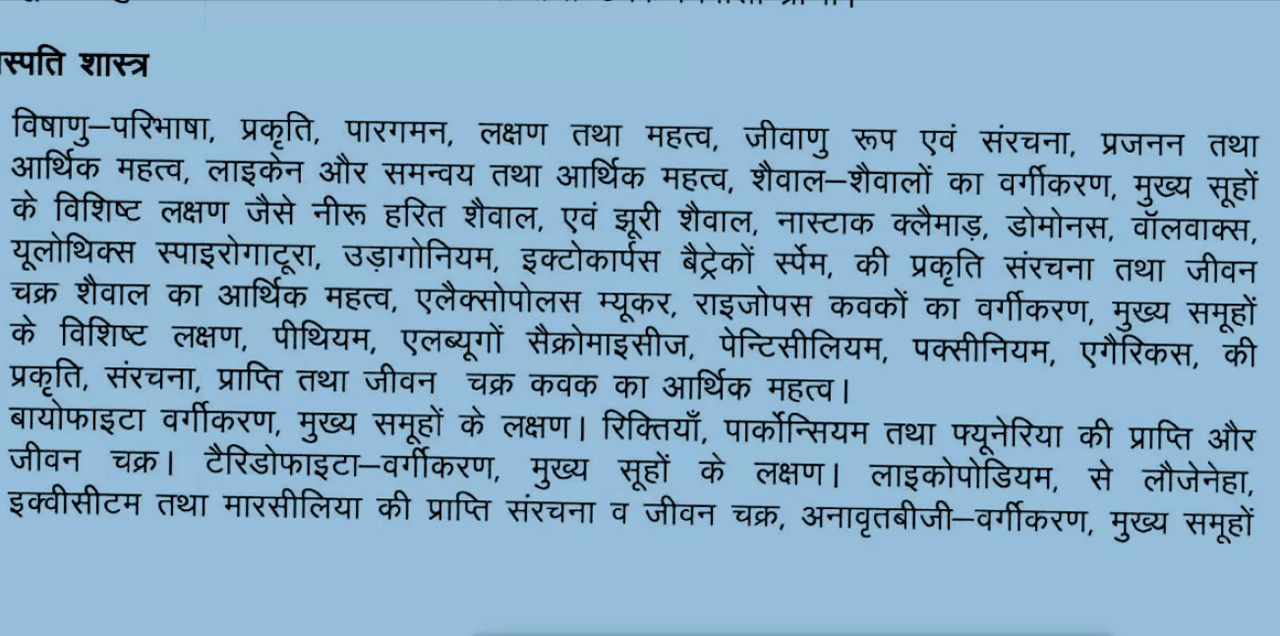 स्पति शास्त्र
विषाणु–परिभाषा, प्रकृति, पारगमन, लक्षण तथा महत्व, जीवाणु रूप एवं संरचना, प्रजनन तथा
आर्थिक महत्व, लाइकेन और समन्वय तथा आर्थिक महत्व, शैवाल–शैवालों का वर्गीकरण, मुख्य सूहों
के विशिष्ट लक्षण जैसे नीरू हरित शैवाल, एवं झूरी शैवाल, नास्टाक क्लैमाड़, डोमोनस, वॉलवाक्स,
यूलोथिक्स स्पाइरोगाटूरा, उड़ागोनियम, इक्टोकार्पस बैट्रेकों र्स्पेम, की प्रकृति संरचना तथा जीवन
चक्र शैवाल का आर्थिक महत्व, एलैक्सोपोलस म्यूकर, राइजोपस कवकों का वर्गीकरण, मुख्य समूहों
के विशिष्ट लक्षण, पीथियम, एलब्यूगों सैक्रोमाइसीज, पेन्टिसीलियम, पक्सीनियम, एगैरिकस, की
प्रकृति, संरचना, प्राप्ति तथा जीवन चक्र कवक का आर्थिक महत्व।
बायोफाइटा वर्गीकरण, मुख्य समूहों के लक्षण। रिक्तियाँ, पार्कोन्सियम तथा फ्यूनेरिया की प्राप्ति और
जीवन चक्र। टैरिडोफाइटा–वर्गीकरण, मुख्य सूहों के लक्षण। लाइकोपोडियम, से लौजेनेहा,
इक्वीसीटम तथा मारसीलिया की प्राप्ति संरचना व जीवन चक्र, अनावृतबीजी–वर्गीकरण, मुख्य समूहों